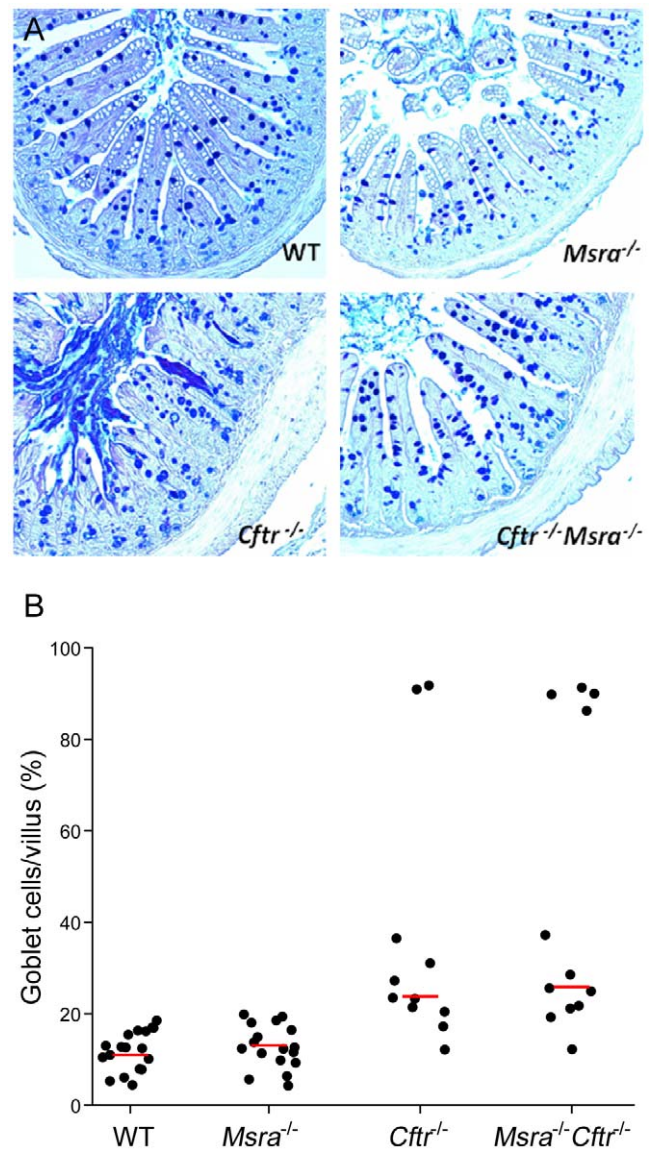 A
WT
Msra-/-
Cftr -/-
Cftr -/-Msra-/-
B
Goblet cells/villus (%)
100
80
60
40
20
0
WT
Msra-/-
Cftr-/-
Msra-/-Cftr-/-